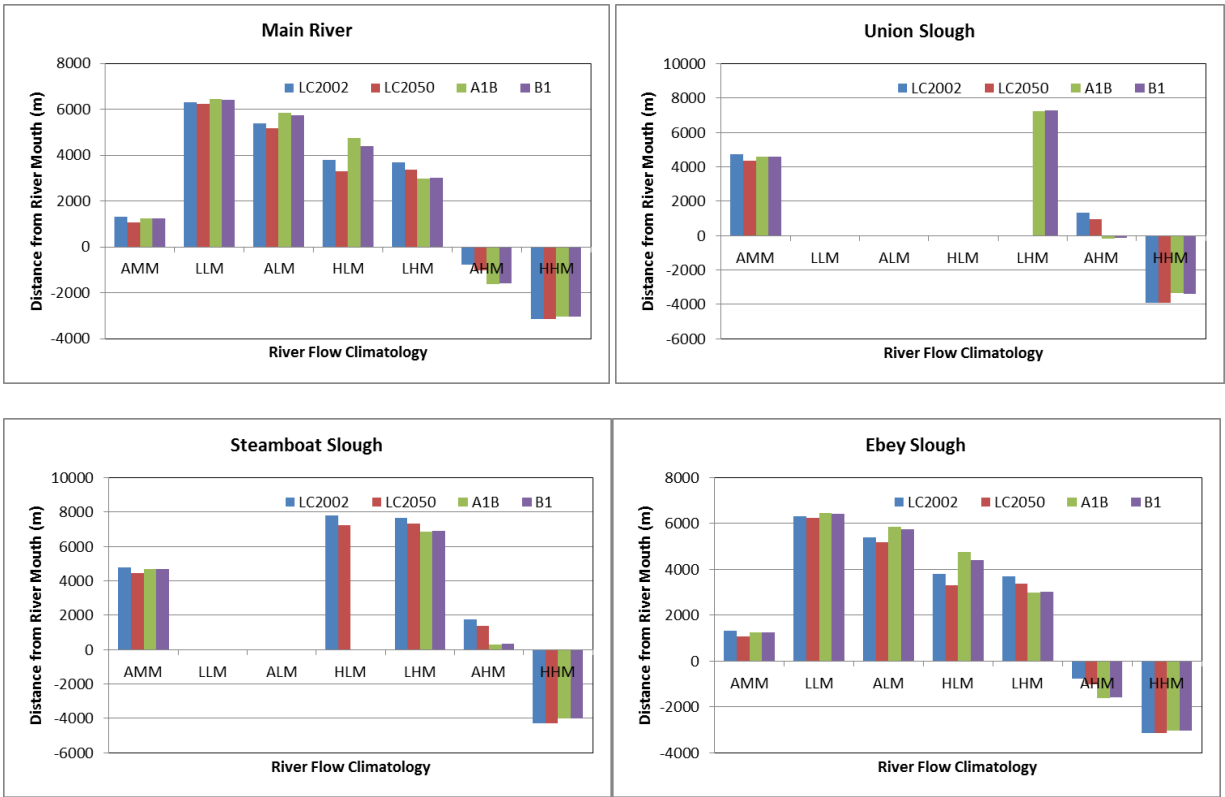 Main River
Distance from River Mouth (m)
8000
6000
4000
2000
0
-2000
-4000
LC2002 LC2050 A1B B1
AMM LLM ALM HLM LHM AHM HHM
River Flow Climatology
Union Slough
Distance from River Mouth (m)
10000
8000
6000
4000
2000
0
-2000
-4000
-6000
LC2002 LC2050 A1B B1
AMM LLM ALM HLM LHM AHM HHM
River Flow Climatology
Steamboat Slough
Distance from River Mouth (m)
10000
8000
6000
4000
2000
0
-2000
-4000
-6000
LC2002 LC2050 A1B B1
AMM LLM ALM HLM LHM AHM HHM
River Flow Climatology
Ebey Slough
Distance from River Mouth (m)
8000
6000
4000
2000
0
-2000
-4000
LC2002 LC2050 A1B B1
AMM LLM ALM HLM LHM AHM HHM
River Flow Climatology